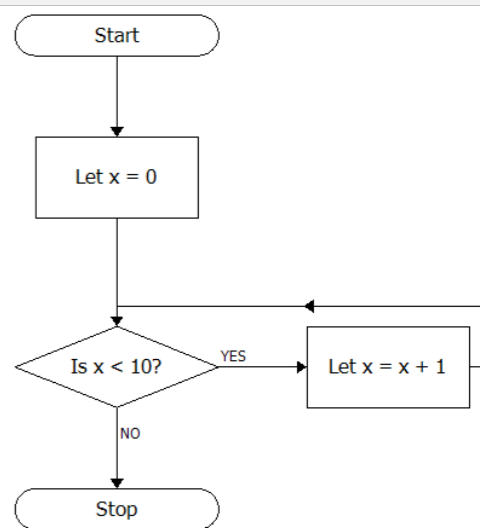 Start
Let x = 0
Is x < 10?
YES
Let x = x + 1
NO
Stop